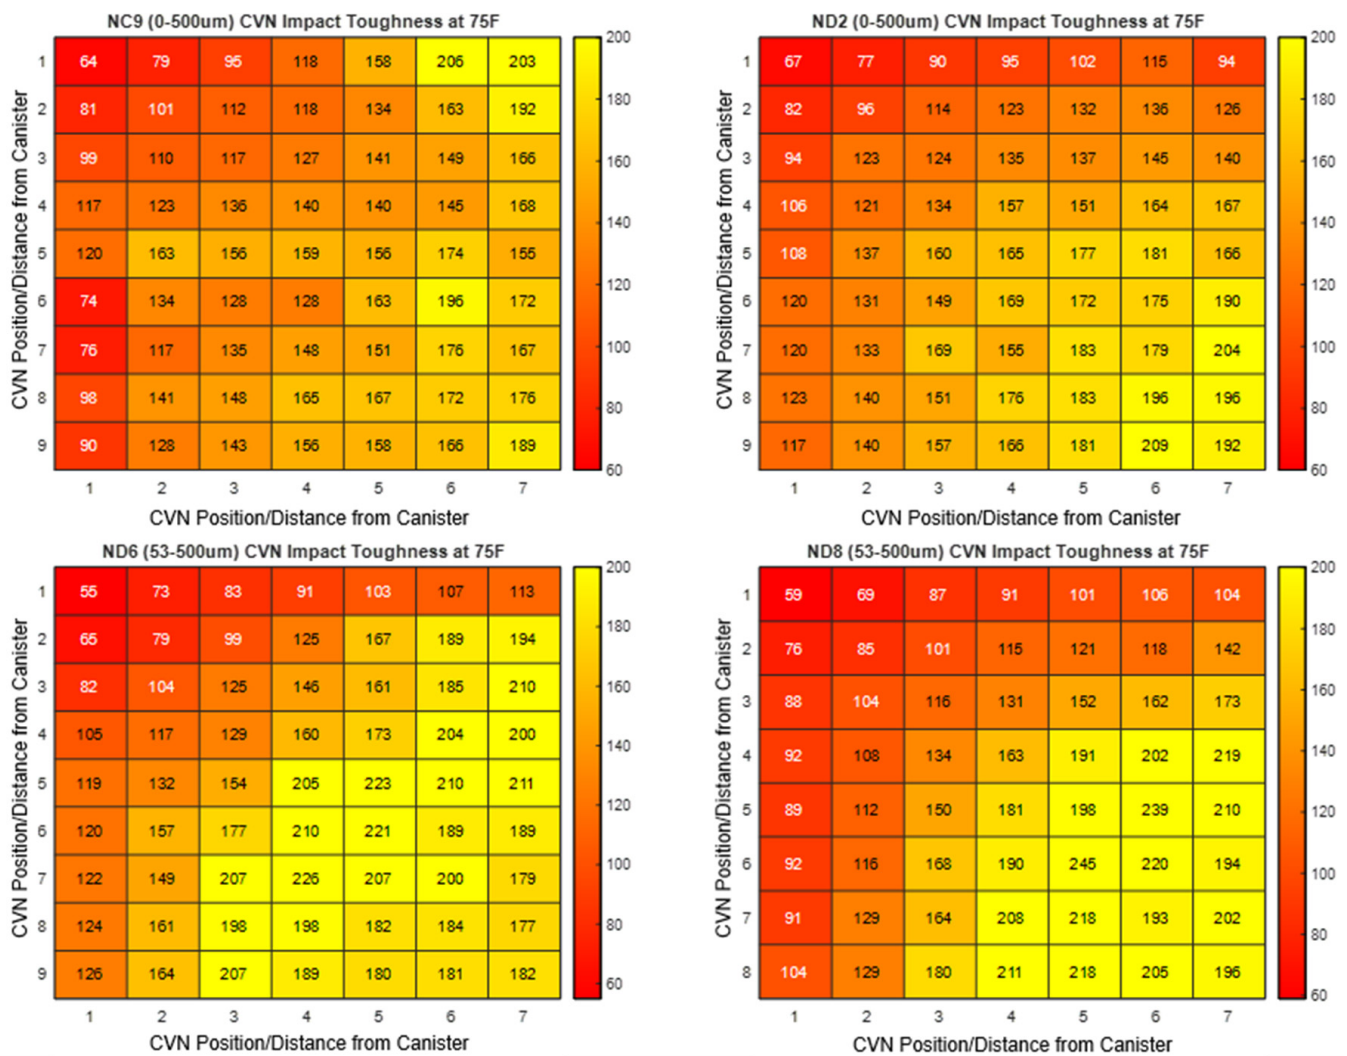 NC9 (0-500um) CVN Impact Toughness at 75F
CVN Position/Distance from Canister
1 64 79 95 118 158 206 203
2 81 101 112 118 134 163 192
3 99 110 117 127 141 149 166
4 117 123 136 140 140 145 168
5 120 163 156 159 156 174 155
6 74 134 128 128 163 196 172
7 76 117 135 148 151 176 167
8 98 141 148 165 167 172 176
9 90 128 143 156 158 166 189
1 2 3 4 5 6 7
CVN Position/Distance from Canister
200
180
160
140
120
100
80
60
ND2 (0-500um) CVN Impact Toughness at 75F
CVN Position/Distance from Canister
1 67 77 90 95 102 115 94
2 82 96 114 123 132 136 126
3 94 123 124 135 137 145 140
4 106 121 134 157 151 164 167
5 108 137 160 165 177 181 166
6 120 131 149 169 172 175 190
7 120 133 169 155 183 179 204
8 123 140 151 176 183 196 196
9 117 140 157 166 181 209 192
1 2 3 4 5 6 7
CVN Position/Distance from Canister
200
180
160
140
120
100
80
60
ND6 (53-500um) CVN Impact Toughness at 75F
CVN Position/Distance from Canister
1 55 73 83 91 103 107 113
2 65 79 99 125 167 189 194
3 82 104 125 146 161 185 210
4 105 117 129 160 173 204 200
5 119 132 154 205 223 210 211
6 120 157 177 210 221 189 189
7 122 149 207 226 207 200 179
8 124 161 198 198 182 184 177
9 126 164 207 189 180 181 182
1 2 3 4 5 6 7
CVN Position/Distance from Canister
200
180
160
140
120
100
80
60
ND8 (53-500um) CVN Impact Toughness at 75F
CVN Position/Distance from Canister
1 59 69 87 91 101 106 104
2 76 85 101 115 121 118 142
3 88 104 116 131 152 162 173
4 92 108 134 163 191 202 219
5 89 112 150 181 198 239 210
6 92 116 168 190 245 220 194
7 91 129 164 208 218 193 202
8 104 129 180 211 218 205 196
1 2 3 4 5 6 7
CVN Position/Distance from Canister
200
180
160
140
120
100
80
60